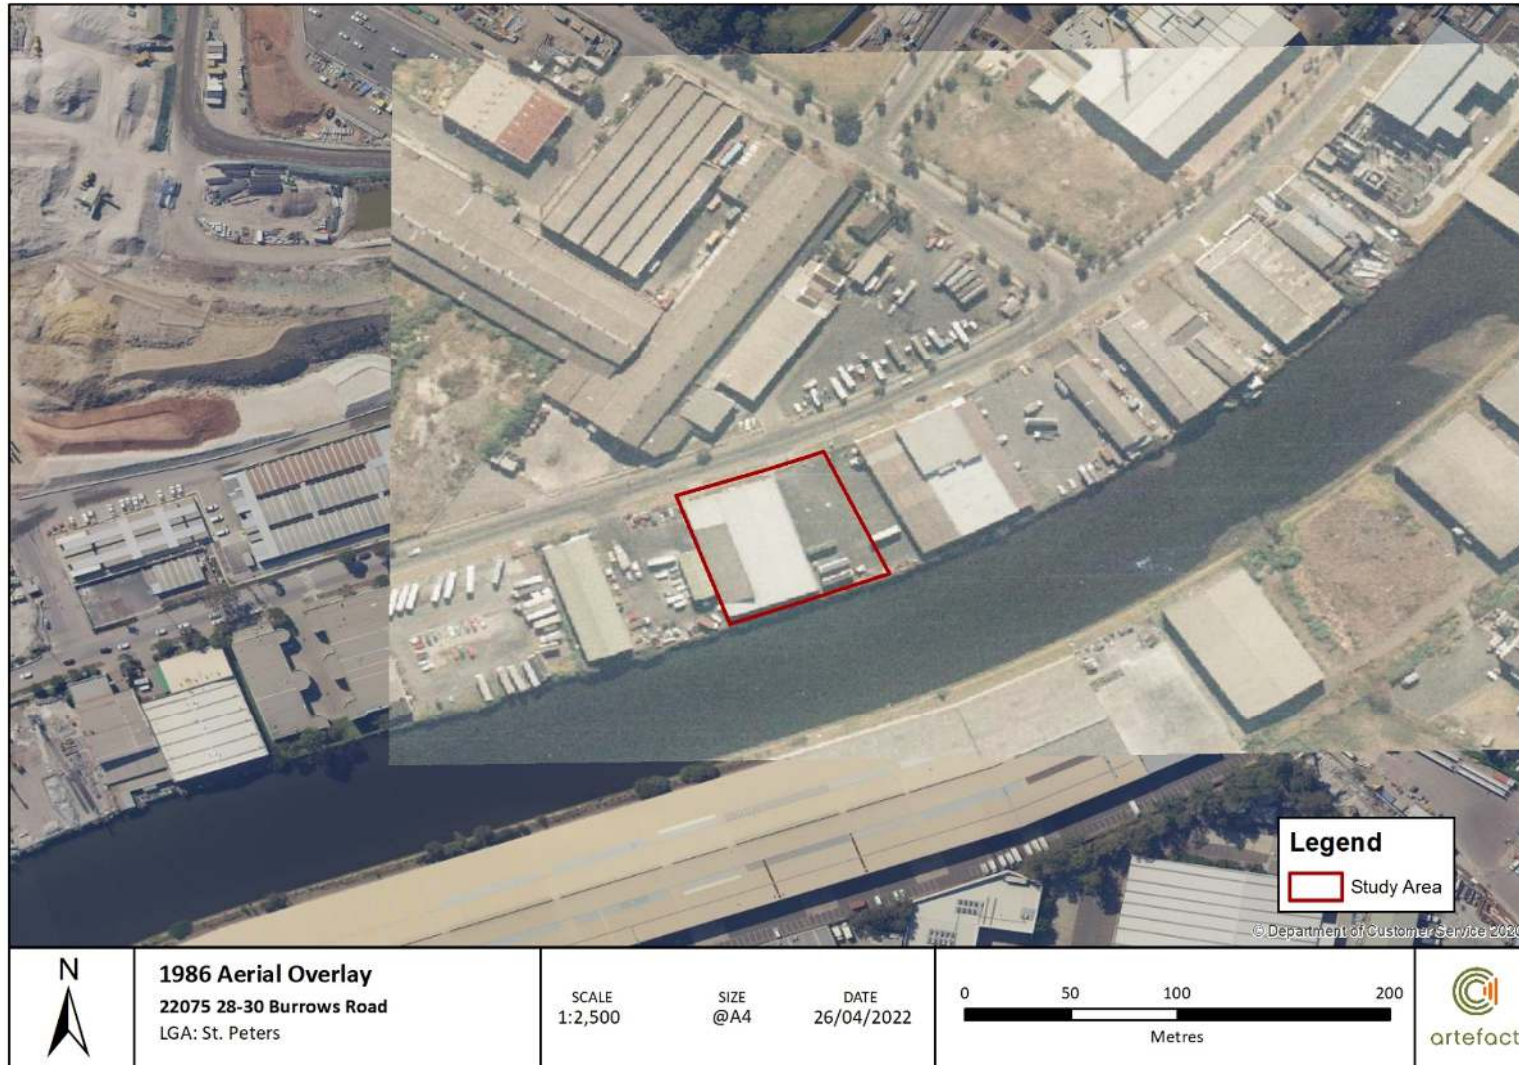 Legend
Study Area
© Department of Customer Service 2020
N
1986 Aerial Overlay
22075 28-30 Burrows Road
LGA: St. Peters
SCALE
1:2,500
SIZE
@A4
DATE
26/04/2022
0 50 100 200
Metres
artefact